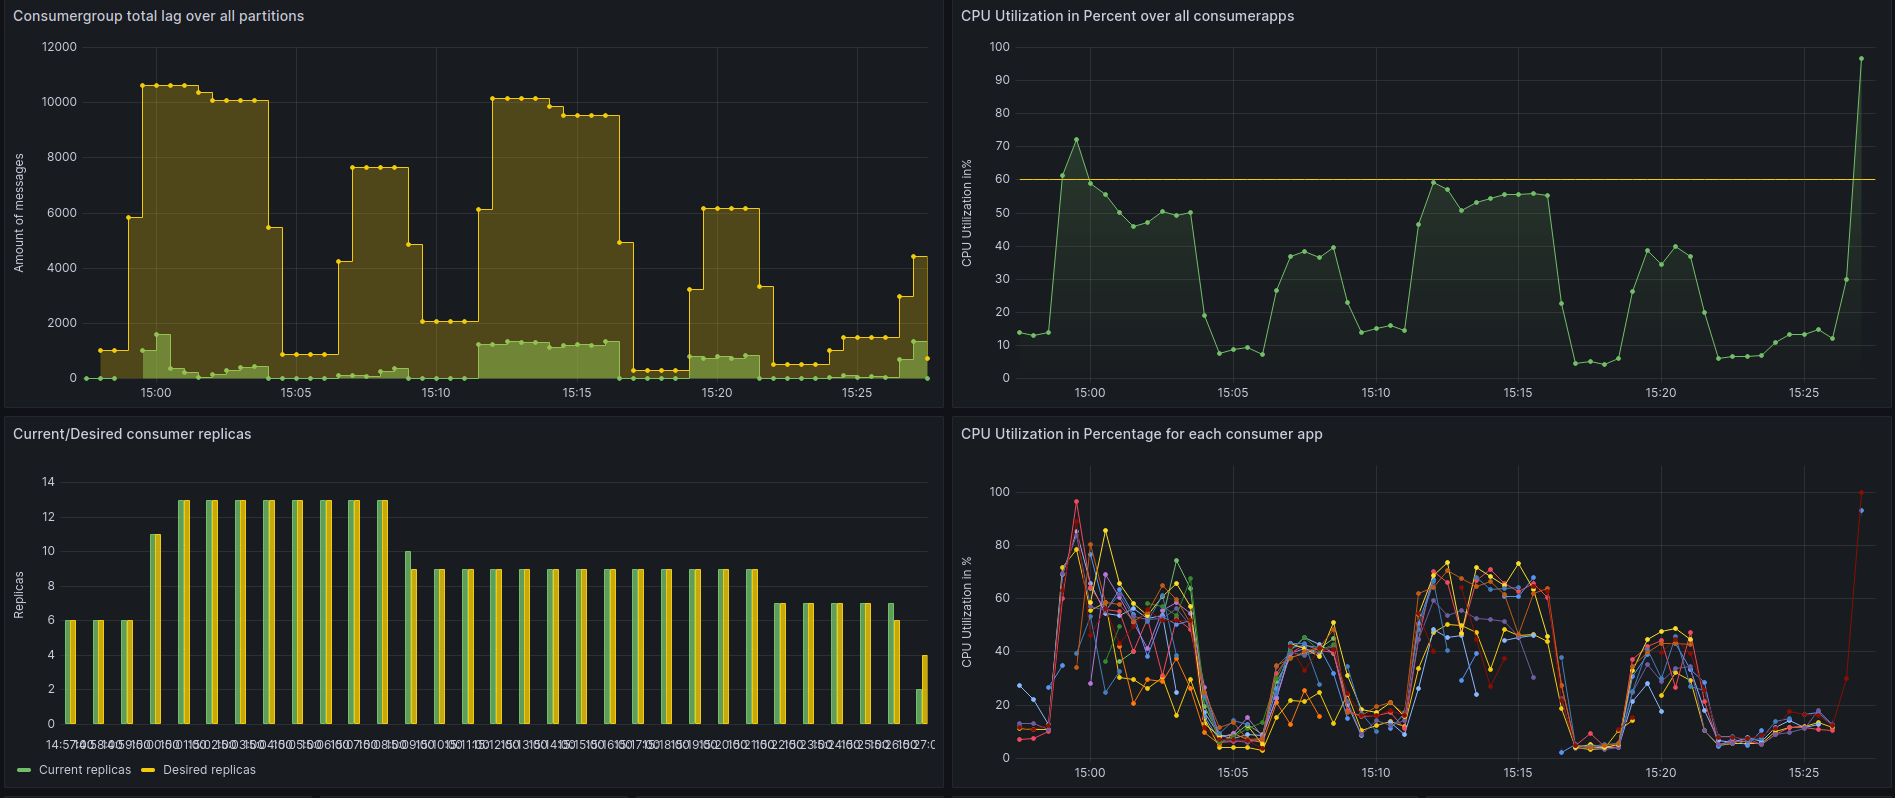 Consumergroup total lag over all partitions
Amount of messages
12000
10000
8000
6000
4000
2000
0
15:00 15:05 15:10 15:15 15:20 15:25
CPU Utilization in Percent over all consumerapps
CPU Utilization in%
100
90
80
70
60
50
40
30
20
10
0
15:00 15:05 15:10 15:15 15:20 15:25
Current/Desired consumer replicas
Replicas
14
12
10
8
6
4
2
0
Current replicas Desired replicas
CPU Utilization in Percentage for each consumer app
CPU Utilization in %
100
80
60
40
20
0
15:00 15:05 15:10 15:15 15:20 15:25